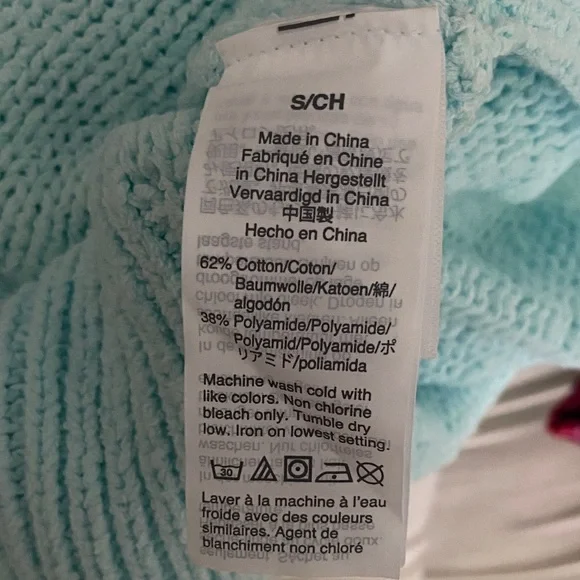 S/CH
Made in China
Fabriqué en Chine
in China Hergestellt
Vervaardigd in China
中国製
Hecho en China
62% Cotton/Coton/
Baumwolle/Katoen/綿/
algodón
38% Polyamide/Polyamide/
Polyamid/Polyamide/ポ
リアミド/poliamida
Machine wash cold with
like colors. Non chlorine
bleach only. Tumble dry
low. Iron on lowest setting.
30
Laver à la machine à l'eau
froide avec des couleurs
similaires. Agent de
blanchiment non chloré